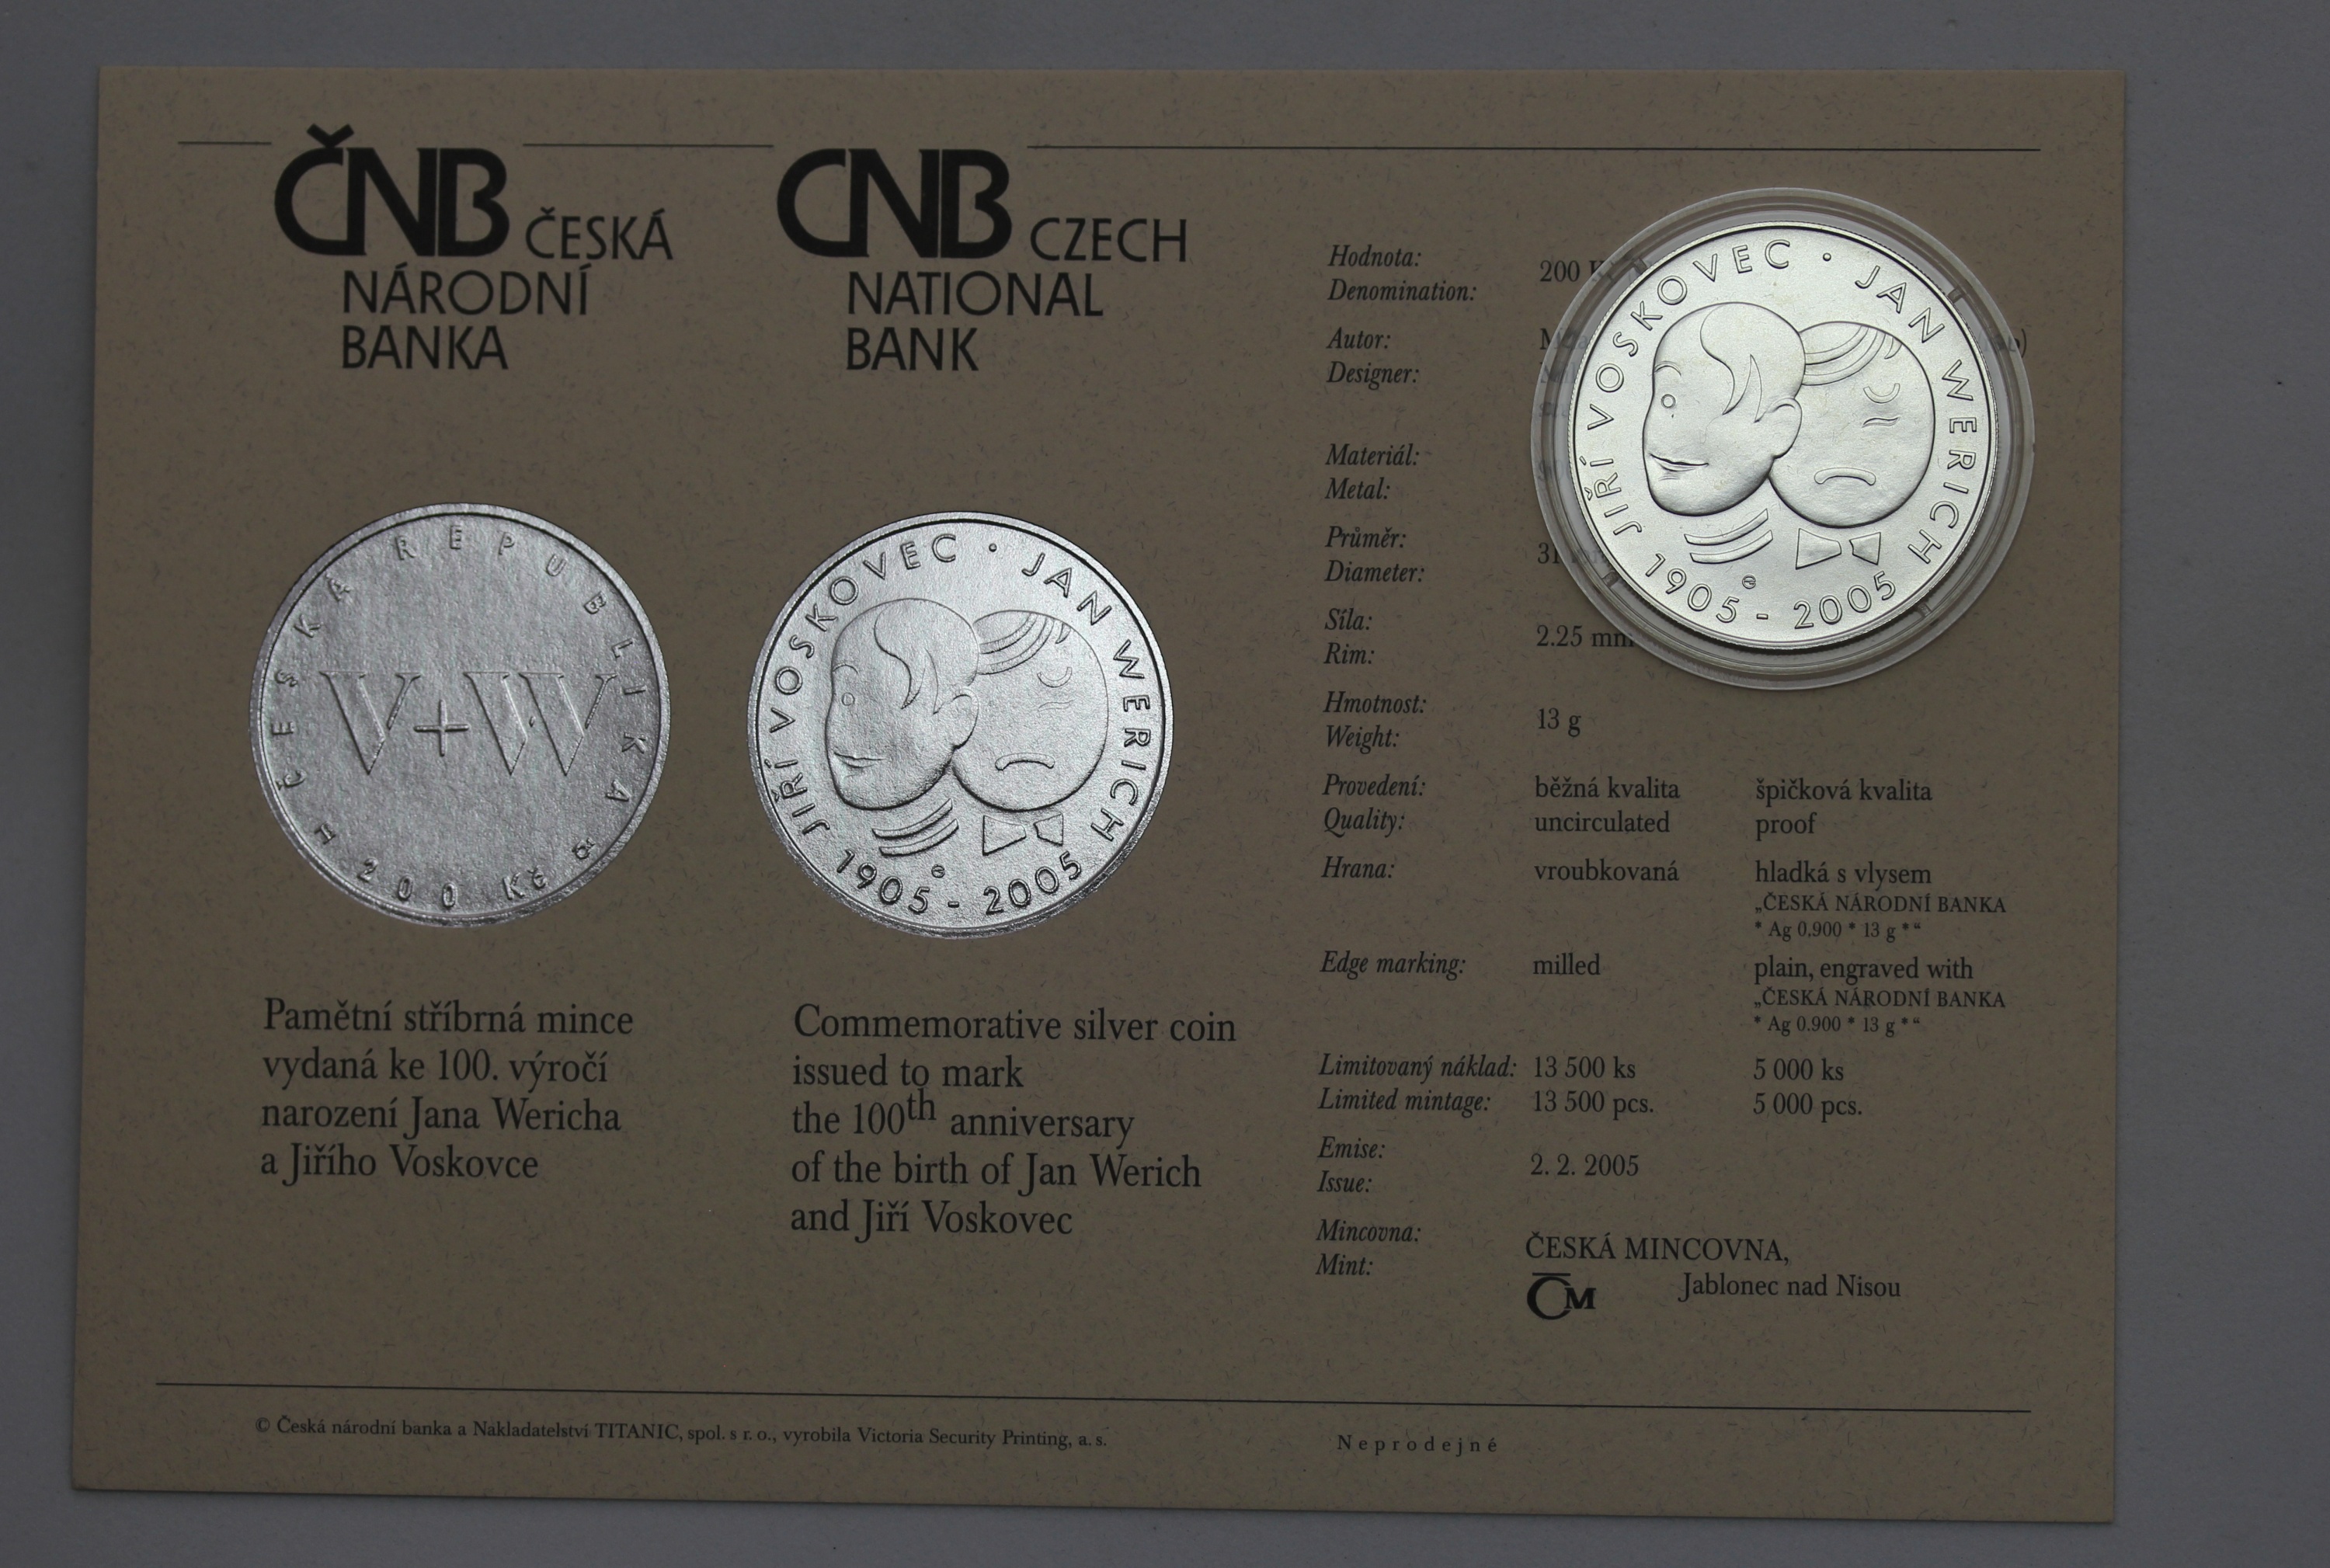 ČNB ČESKÁ
NÁRODNÍ
BANKA
CNB CZECH
NATIONAL
BANK
ČESKÁ REPUBLIKA
V+W
200 Kč
JIŘÍ VOSKOVEC · JAN WERICH
1905 - 2005
Pamětní stříbrná mince
vydaná ke 100. výročí
narození Jana Wericha
a Jiřího Voskovce
Commemorative silver coin
issued to mark
the 100th anniversary
of the birth of Jan Werich
and Jiří Voskovec
Hodnota:
Denomination:
200
Autor:
Designer:
Materiál:
Metal:
Průměr:
Diameter:
31
Síla:
Rim:
2.25 mm
Hmotnost:
Weight:
13 g
Provedení: běžná kvalita špičková kvalita
Quality: uncirculated proof
Hrana: vroubkovaná hladká s vlysem
„ČESKÁ NÁRODNÍ BANKA
* Ag 0.900 * 13 g *“
Edge marking: milled plain, engraved with
„ČESKÁ NÁRODNÍ BANKA
* Ag 0.900 * 13 g *“
Limitovaný náklad: 13 500 ks 5 000 ks
Limited mintage: 13 500 pcs. 5 000 pcs.
Emise:
Issue:
2. 2. 2005
Mincovna:
Mint:
ČESKÁ MINCOVNA,
ČM Jablonec nad Nisou
JIŘÍ VOSKOVEC · JAN WERICH
1905 - 2005
© Česká národní banka a Nakladatelství TITANIC, spol. s r. o., vyrobila Victoria Security Printing, a. s.
Neprodejné